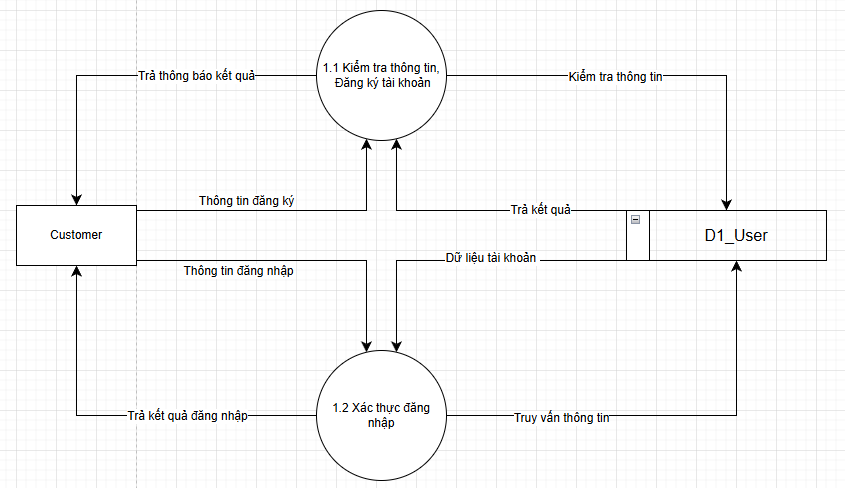 1.1 Kiểm tra thông tin,
Đăng ký tài khoản
Trả thông báo kết quả
Kiểm tra thông tin
Thông tin đăng ký
Trả kết quả
Customer
D1_User
Thông tin đăng nhập
Dữ liệu tài khoản
1.2 Xác thực đăng
nhập
Trả kết quả đăng nhập
Truy vấn thông tin